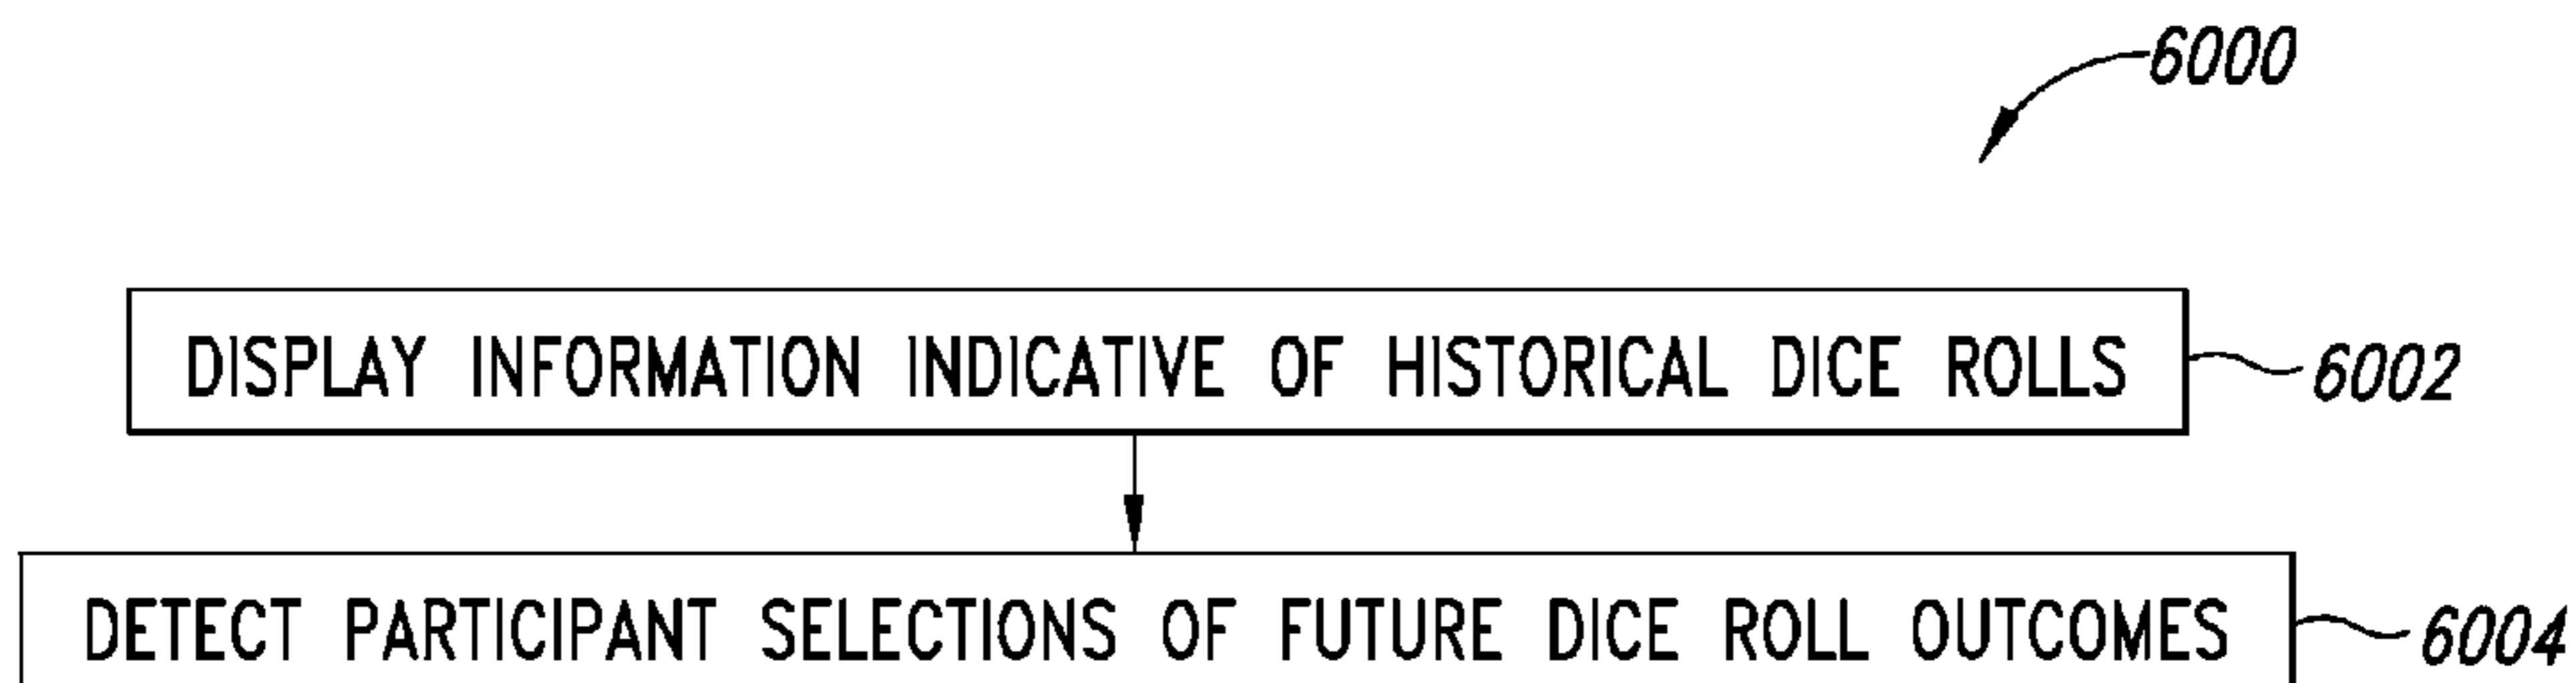 6000
DISPLAY INFORMATION INDICATIVE OF HISTORICAL DICE ROLLS
6002
DETECT PARTICIPANT SELECTIONS OF FUTURE DICE ROLL OUTCOMES
6004